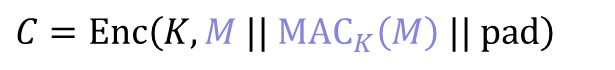 C = Enc(K, M || MAC_K(M) || pad)